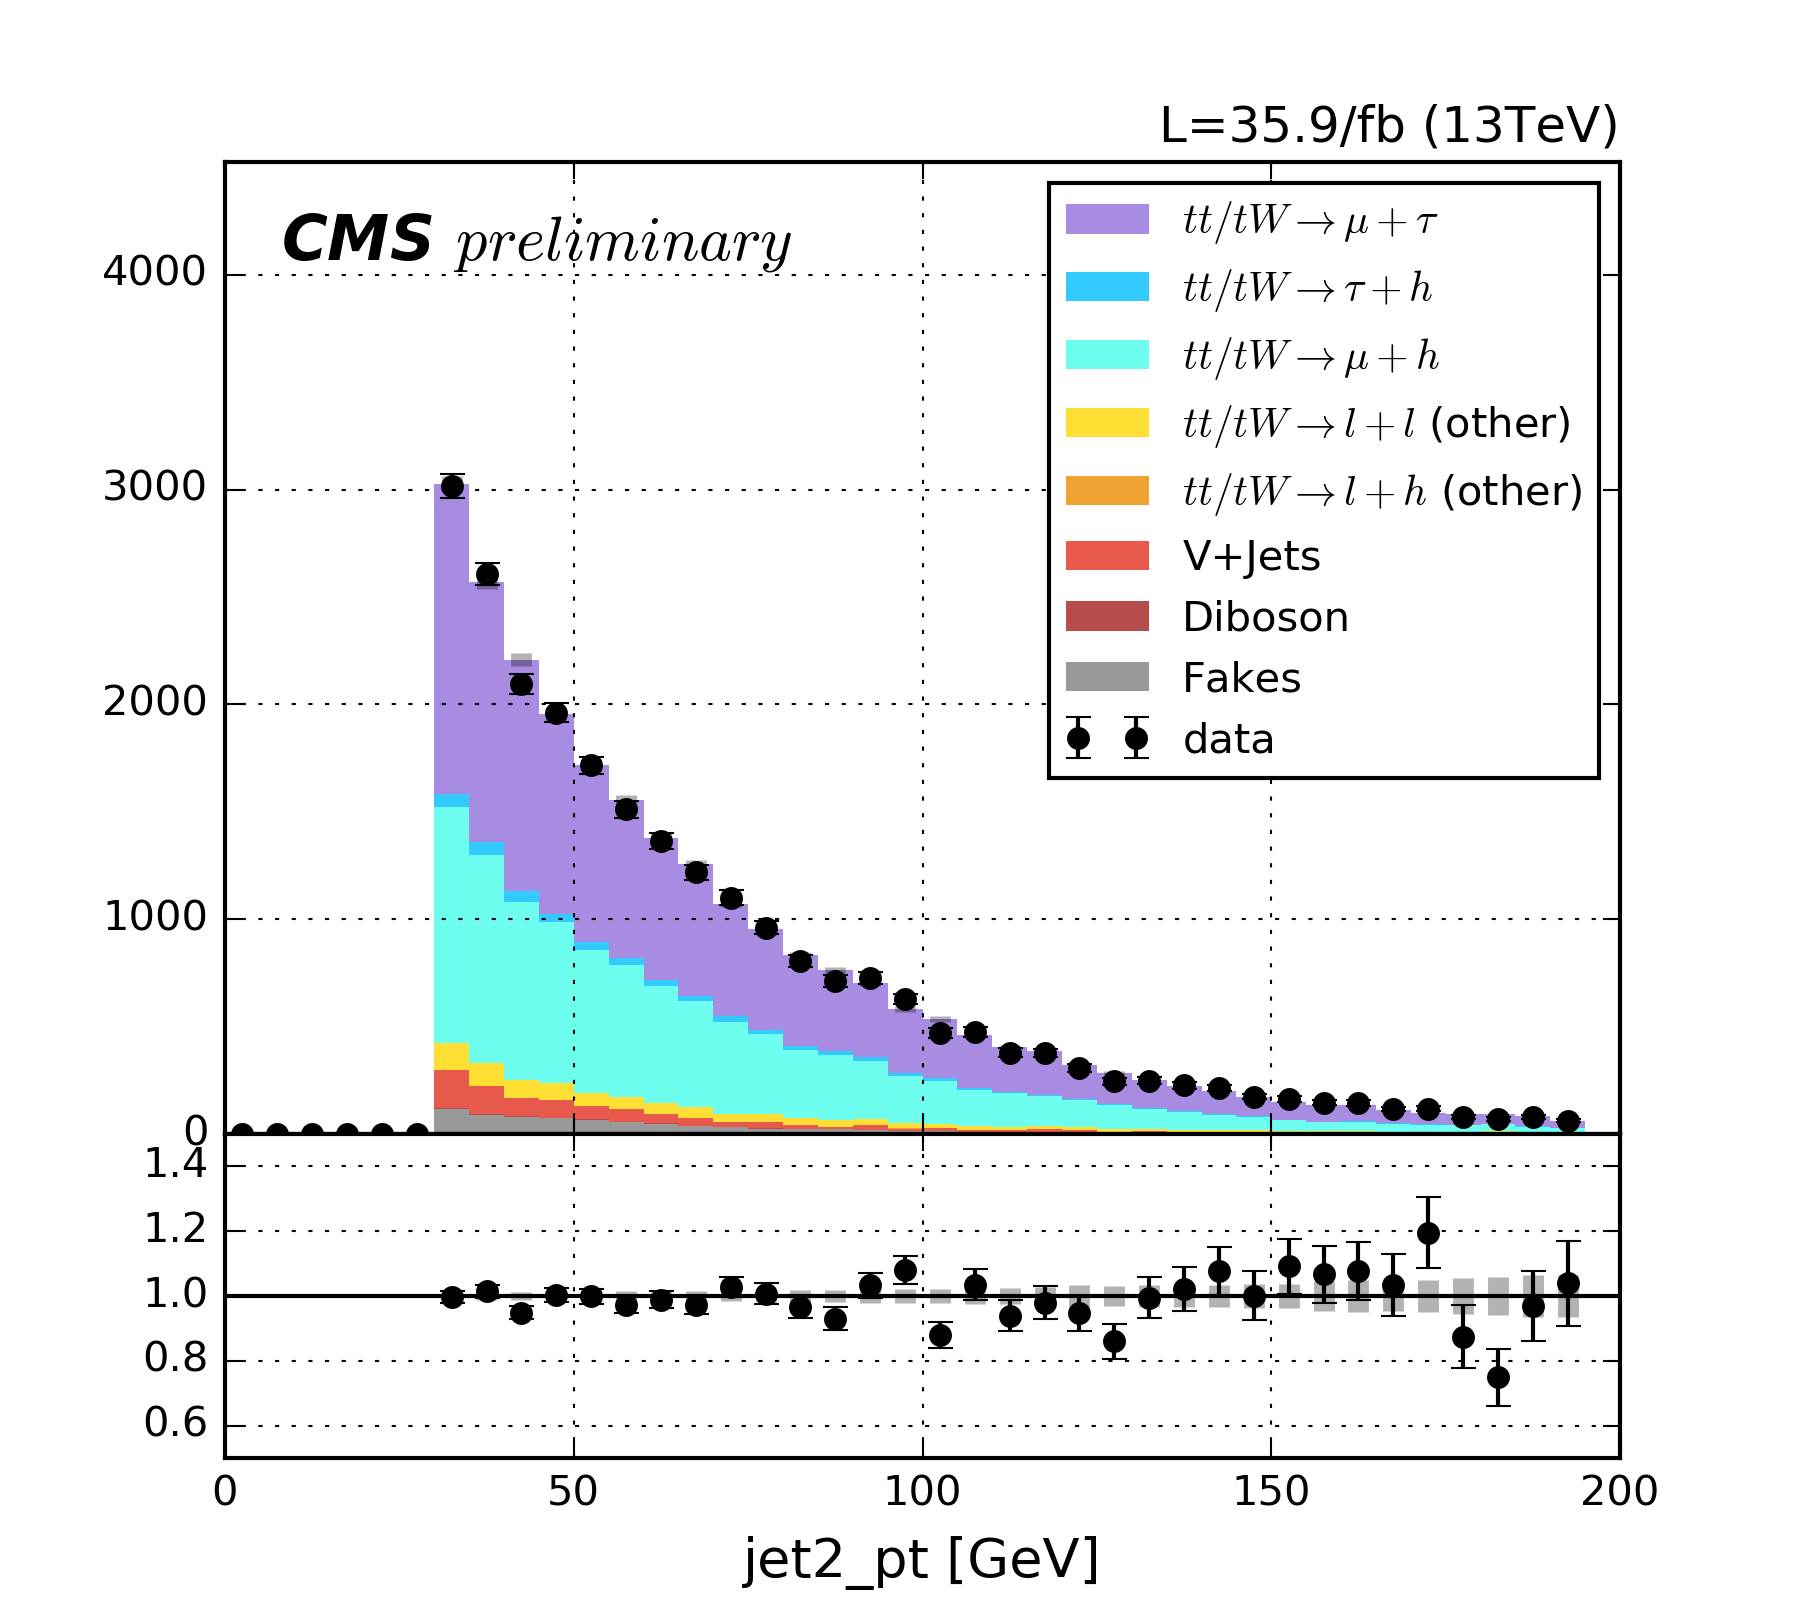 L=35.9/fb (13TeV)
CMS preliminary
tt/tW→μ+τ
tt/tW→τ+h
tt/tW→μ+h
tt/tW→l+l (other)
tt/tW→l+h (other)
V+Jets
Diboson
Fakes
data
4000
3000
2000
1000
0
1.4
1.2
1.0
0.8
0.6
0 50 100 150 200
jet2_pt [GeV]